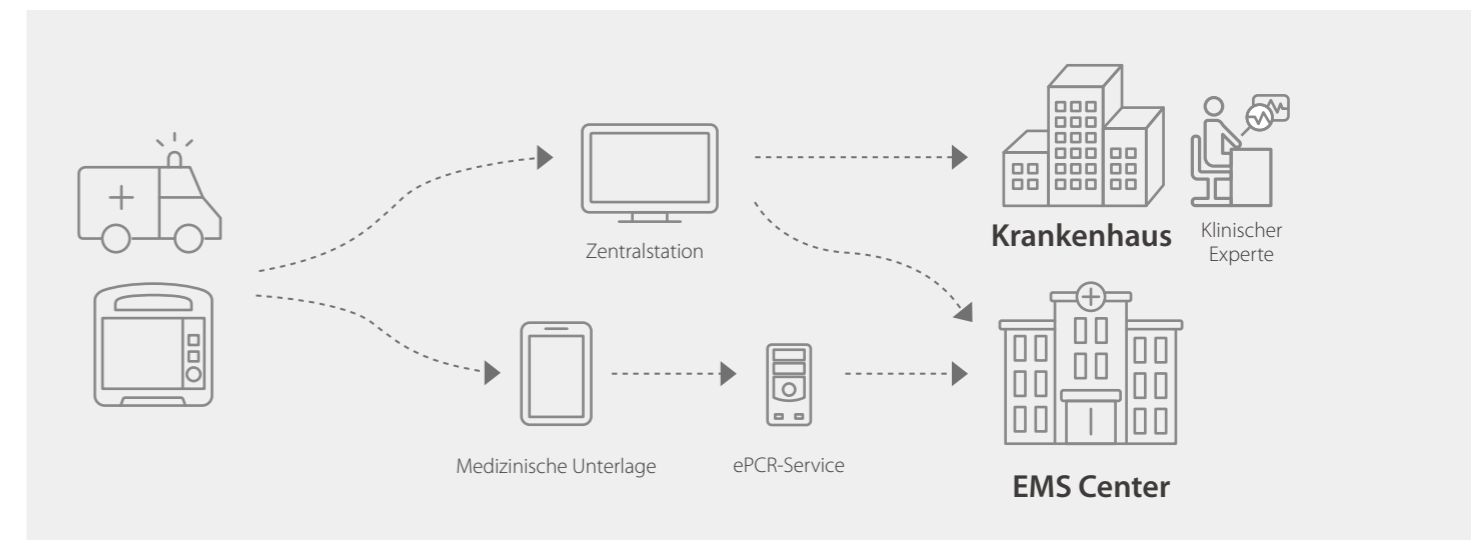 Zentralstation
Krankenhaus
Klinischer
Experte
Medizinische Unterlage
ePCR-Service
EMS Center